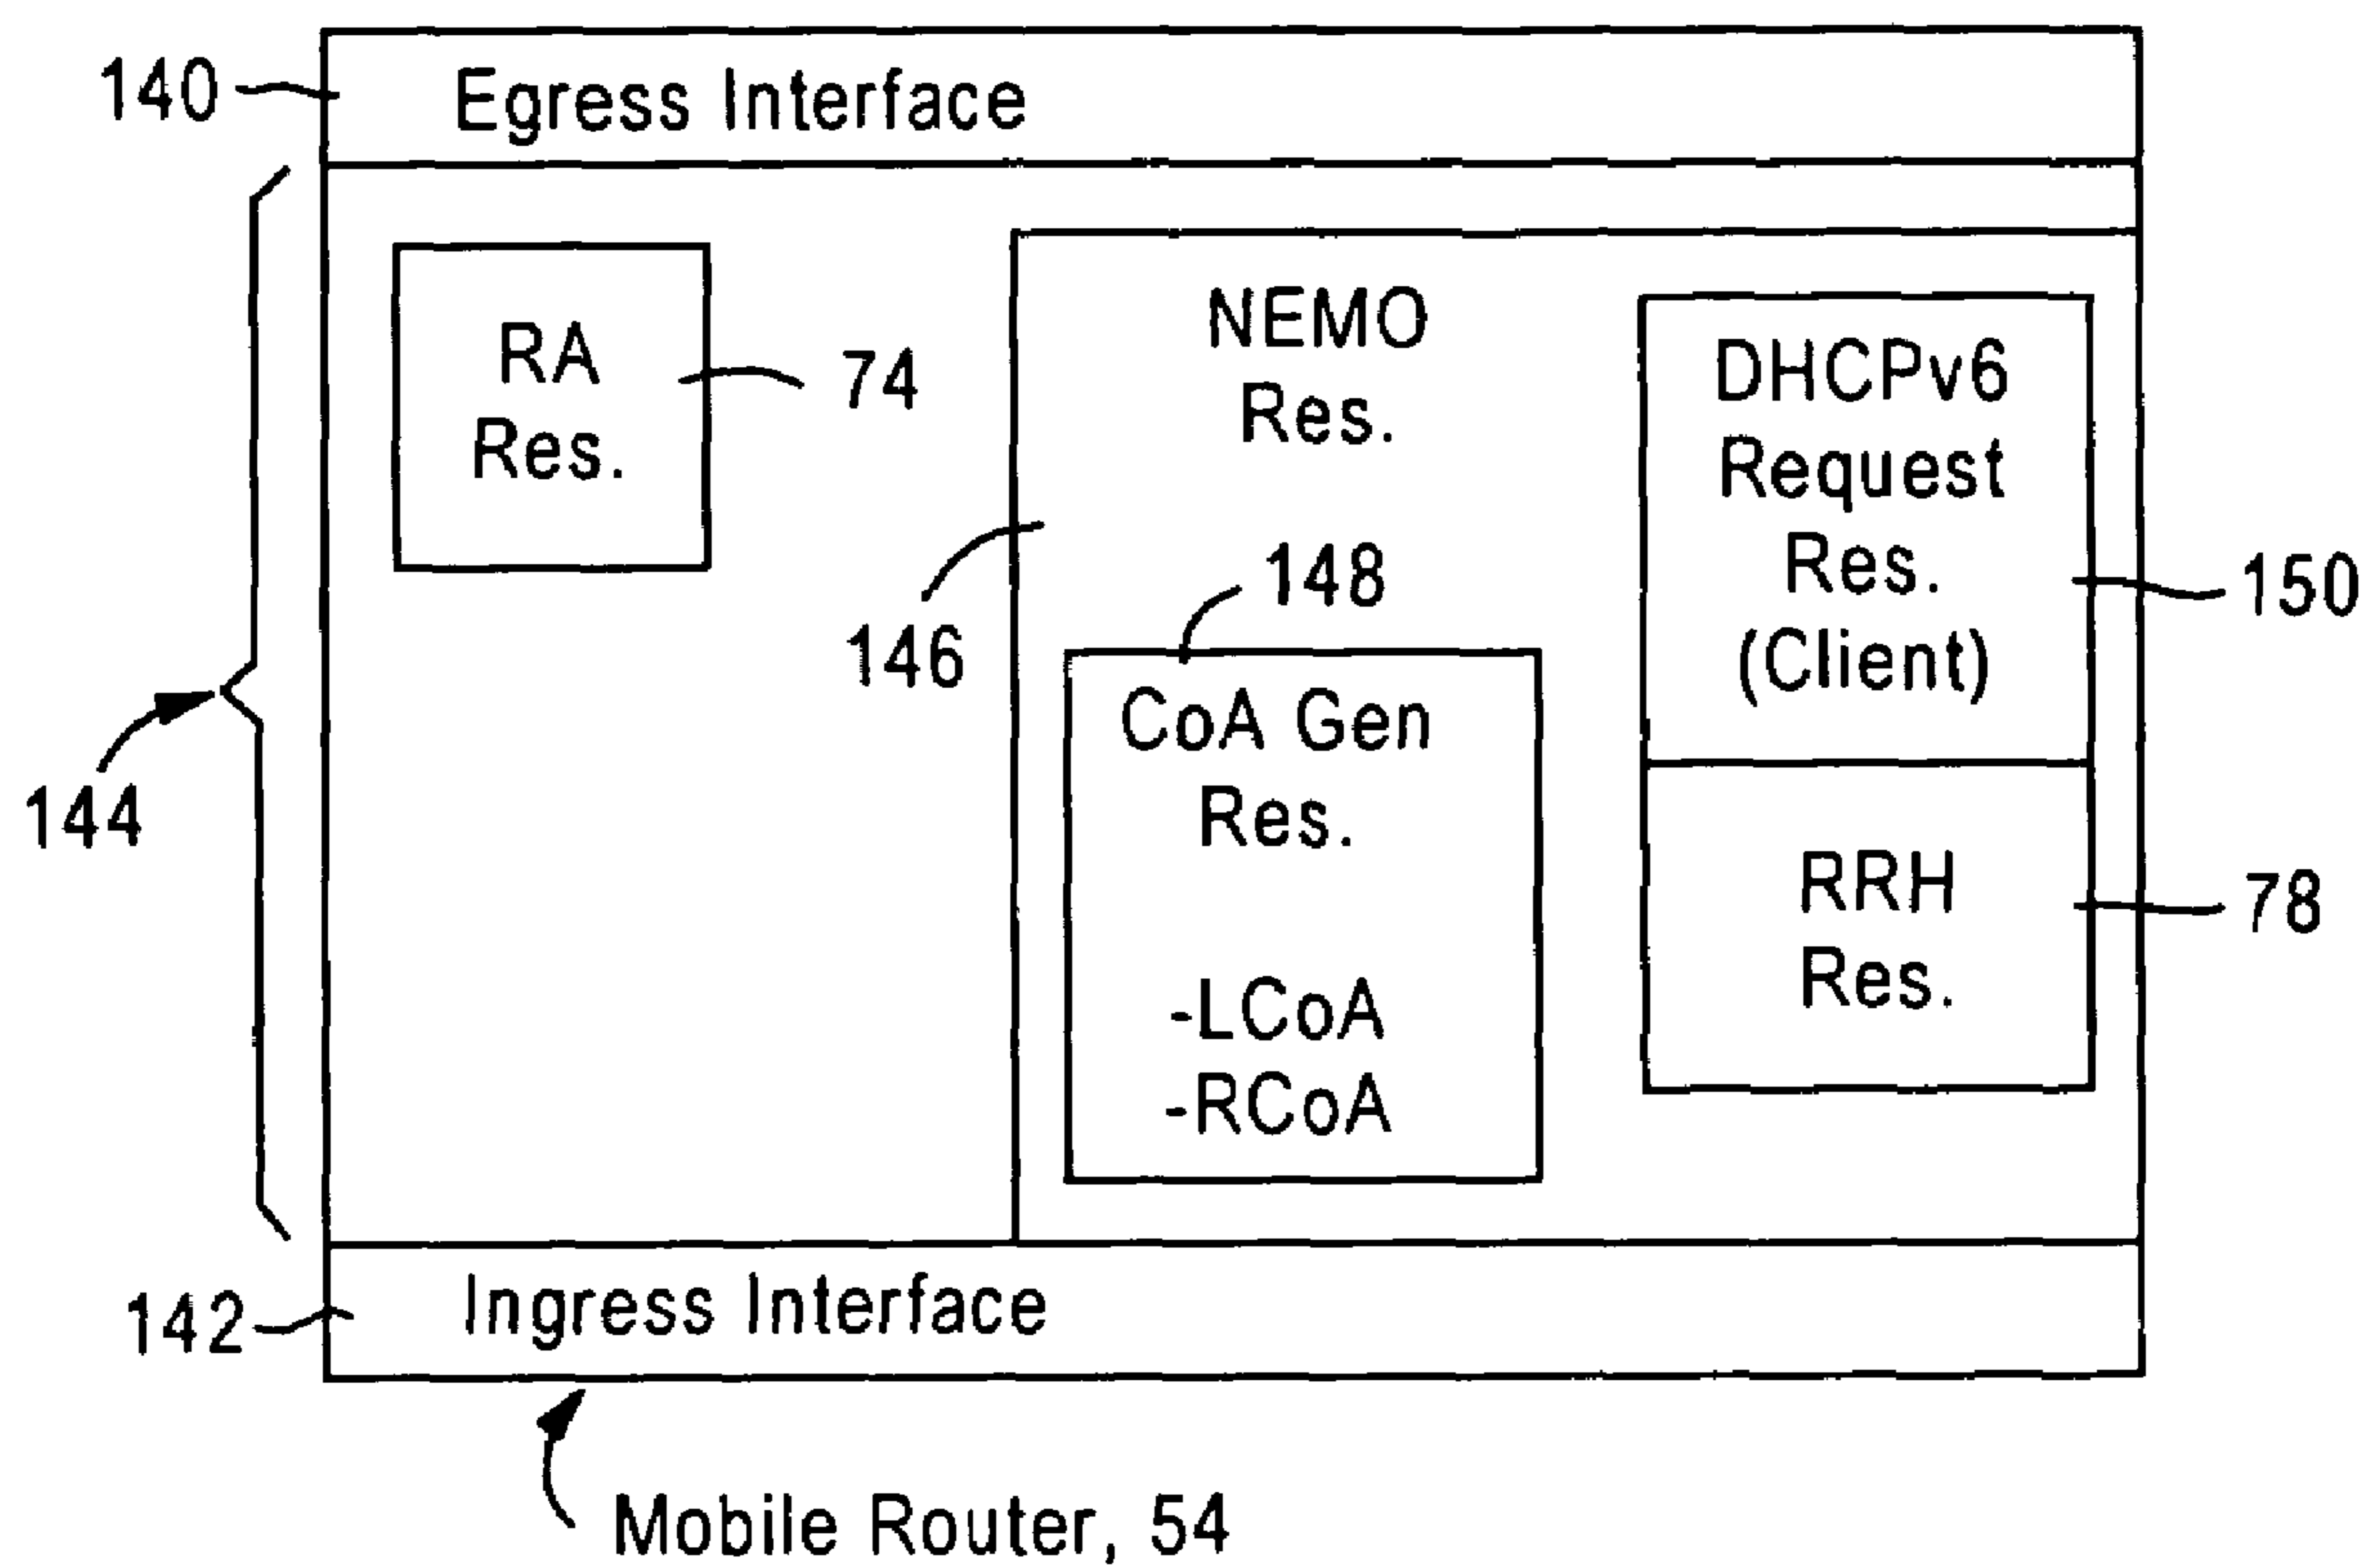 140
Egress Interface
RA
Res.
74
NEMO
Res.
146
148
CoA Gen
Res.
-LCoA
-RCoA
DHCPv6
Request
Res.
(Client)
150
RRH
Res.
78
144
142
Ingress Interface
Mobile Router, 54